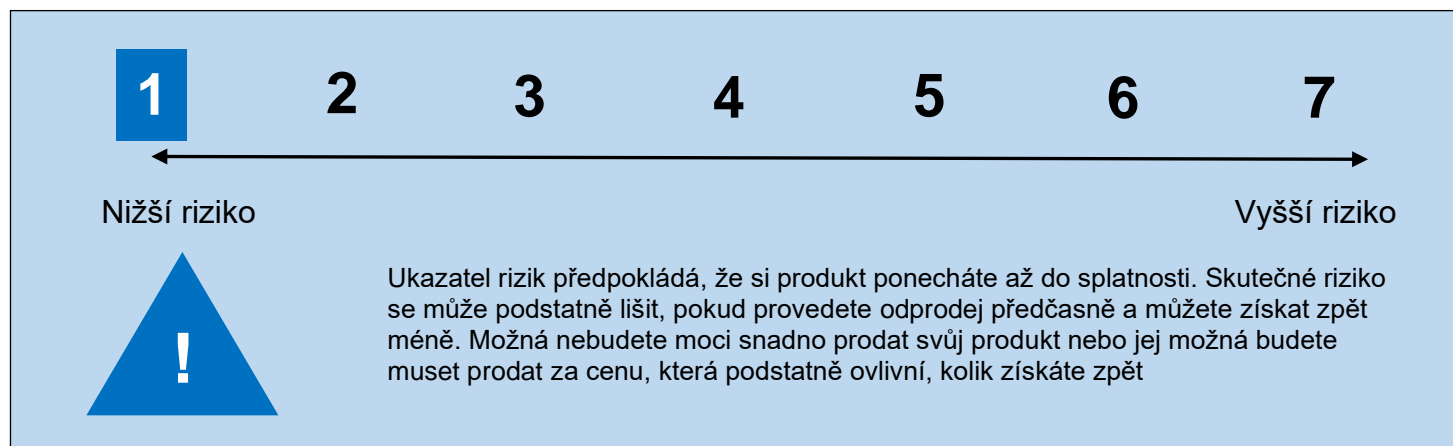 1 2 3 4 5 6 7
Nižší riziko Vyšší riziko
Ukazatel rizik předpokládá, že si produkt ponecháte až do splatnosti. Skutečné riziko
se může podstatně lišit, pokud provedete odprodej předčasně a můžete získat zpět
méně. Možná nebudete moci snadno prodat svůj produkt nebo jej možná budete
muset prodat za cenu, která podstatně ovlivní, kolik získáte zpět
!